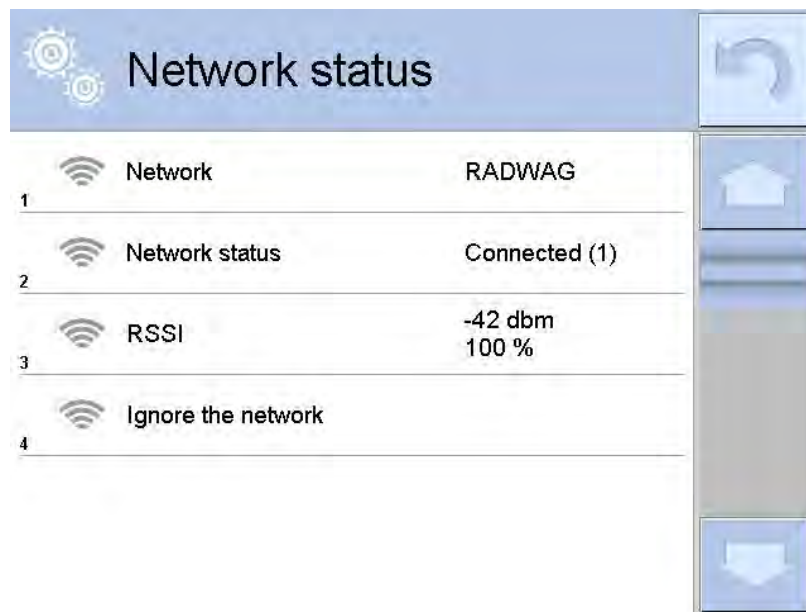 Network status
Network RADWAG
1
Network status Connected (1)
2
RSSI -42 dbm
100 %
3
Ignore the network
4